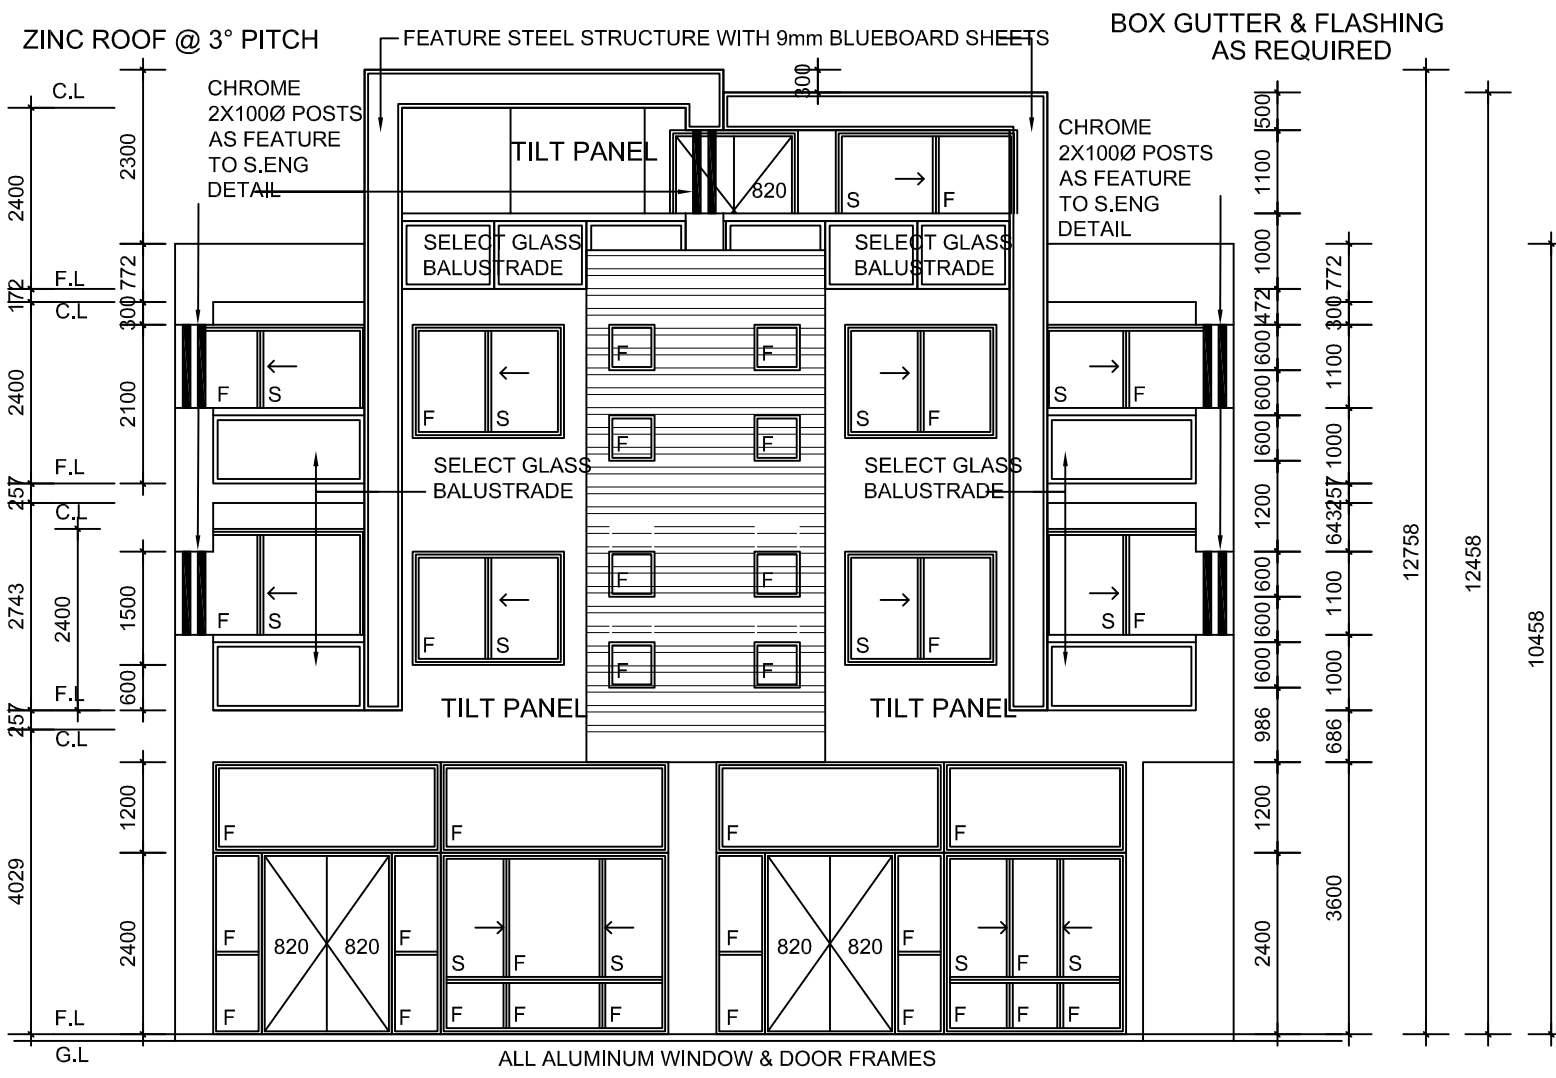 ZINC ROOF @ 3° PITCH
FEATURE STEEL STRUCTURE WITH 9mm BLUEBOARD SHEETS
BOX GUTTER & FLASHING
AS REQUIRED
CHROME
2X100Ø POSTS
AS FEATURE
TO S.ENG
DETAIL
CHROME
2X100Ø POSTS
AS FEATURE
TO S.ENG
DETAIL
TILT PANEL
820
S
F
300
SELECT GLASS
BALUSTRADE
SELECT GLASS
BALUSTRADE
F
S
F
S
F
F
S
F
S
F
F
F
SELECT GLASS
BALUSTRADE
SELECT GLASS
BALUSTRADE
F
S
F
S
F
F
S
F
S
F
F
F
TILT PANEL
TILT PANEL
F
F
F
F
F
820
820
F
S
F
S
F
820
820
F
S
F
S
F
F
F
F
F
F
F
F
F
F
C.L
F.L
C.L
F.L
C.L
F.L
C.L
F.L
G.L
2400
172
2400
257
2743
257
4029
2400
2300
772
300
2100
1500
600
1200
2400
500
1100
1000
472
600
600
600
1200
600
600
600
986
1200
2400
772
300
1100
1000
257
643
1100
1000
686
3600
12758
12458
10458
ALL ALUMINUM WINDOW & DOOR FRAMES